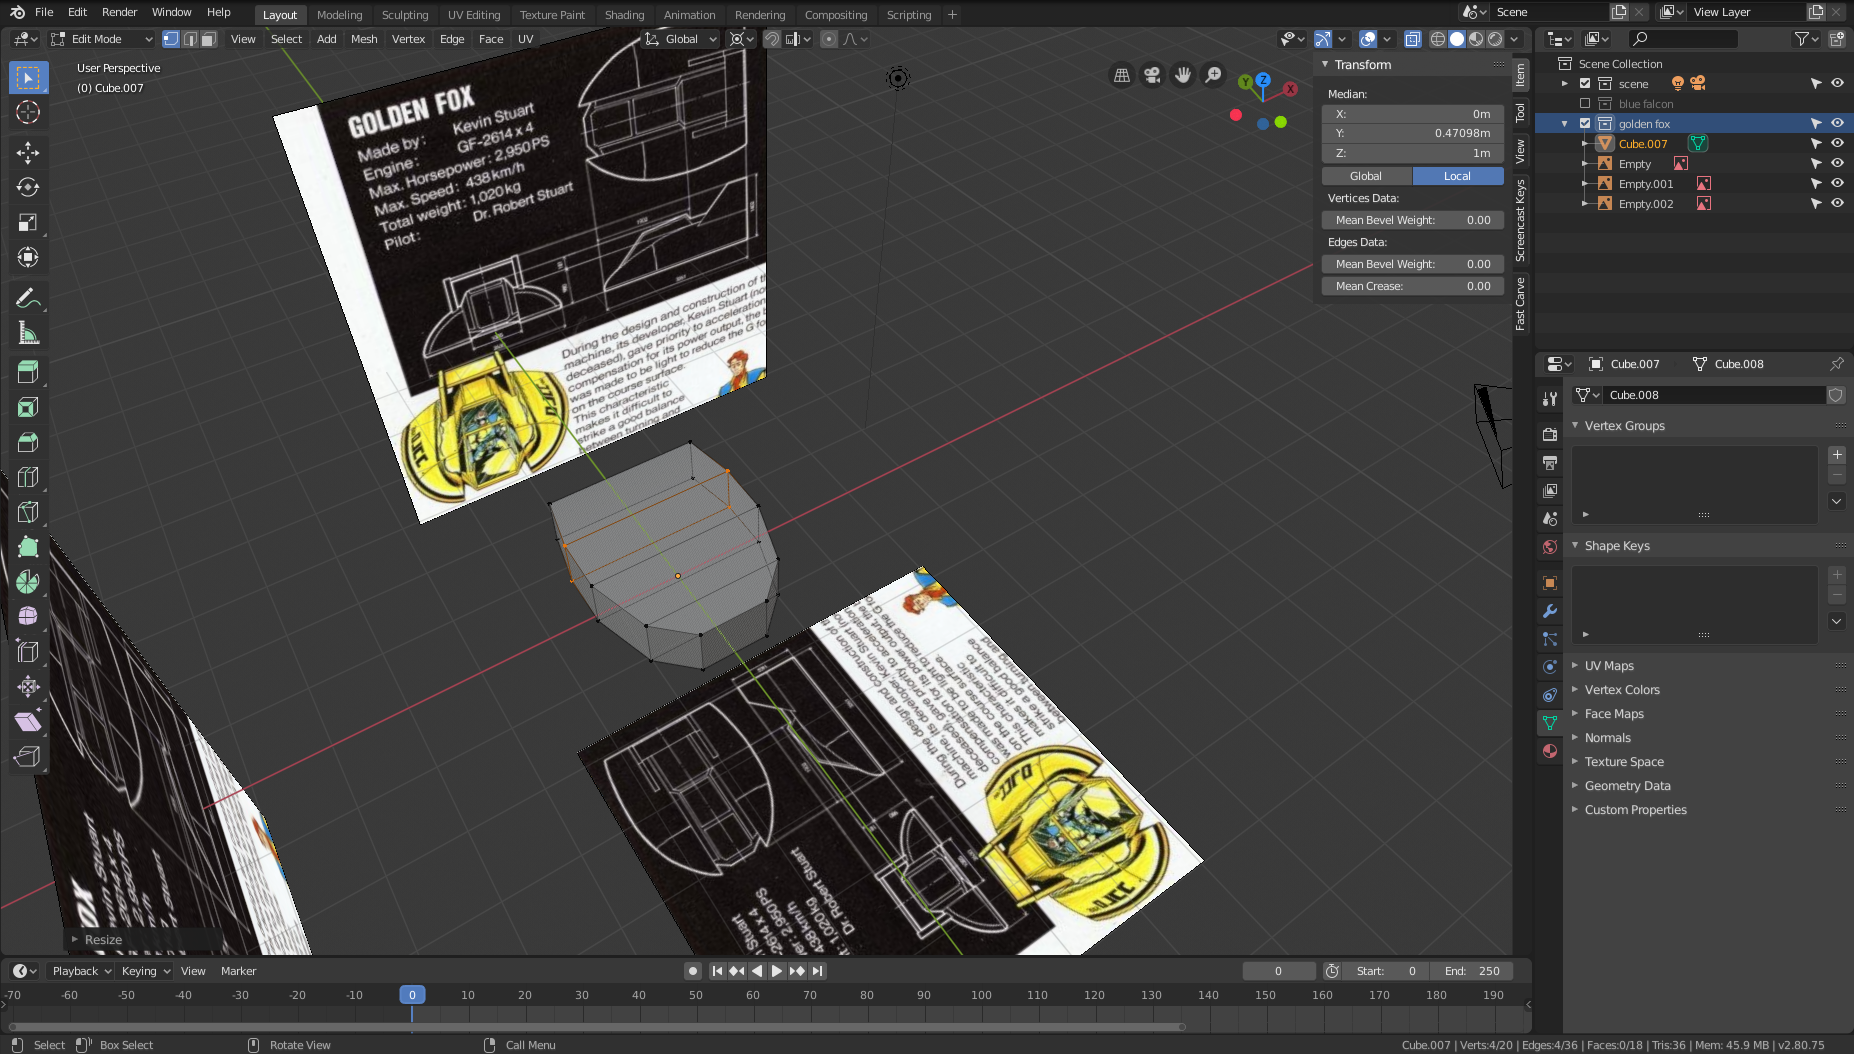 File Edit Render Window Help Layout Modeling Sculpting UV Editing Texture Paint Shading Animation Rendering Compositing Scripting + Scene View Layer
Edit Mode View Select Add Mesh Vertex Edge Face UV Global
User Perspective
(0) Cube.007
GOLDEN FOX
Made by: Kevin Stuart
Engine: GF-2614 x 4
Max. Horsepower: 2,950PS
Max. Speed: 438km/h
Total weight: 1,020kg
Pilot: Dr. Robert Stuart
During the design and construction of
machine, its developer, Kevin Stuart (now
deceased), gave priority to acceleration
compensation for its power output, the
was made to be light to reduce the G
on the course surface.
This characteristic
makes it difficult to
strike a good balance
between turning and
Transform
Median:
X: 0m
Y: 0.47098m
Z: 1m
Global Local
Vertices Data:
Mean Bevel Weight: 0.00
Edges Data:
Mean Bevel Weight: 0.00
Mean Crease: 0.00
Item
Tool
View
Screencast Keys
Fast Carve
X
Y
Z
Scene Collection
scene
blue falcon
golden fox
Cube.007
Empty
Empty.001
Empty.002
Cube.007 Cube.008
Cube.008
Vertex Groups
Shape Keys
UV Maps
Vertex Colors
Face Maps
Normals
Texture Space
Geometry Data
Custom Properties
Resize
Playback Keying View Marker 0 Start: 0 End: 250
-70 -60 -50 -40 -30 -20 -10 0 10 20 30 40 50 60 70 80 90 100 110 120 130 140 150 160 170 180 190
Select Box Select Rotate View Call Menu Cube.007 | Verts:4/20 | Edges:4/36 | Faces:0/18 | Tris:36 | Mem: 45.9 MB | v2.80.75